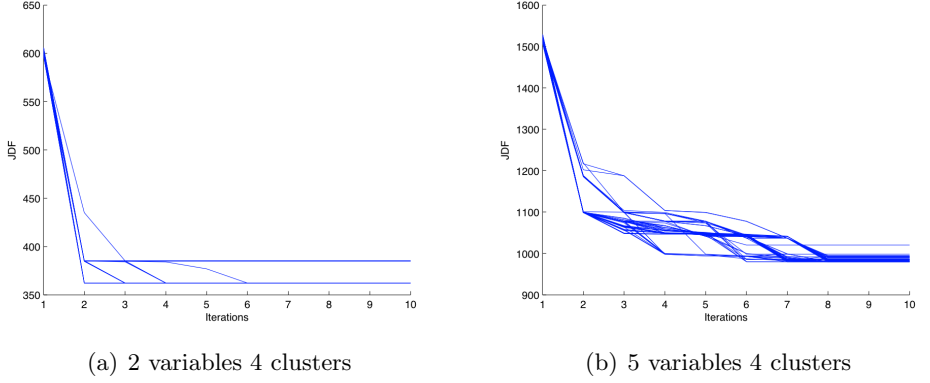 650
600
550
500
450
400
350
JDF
1 2 3 4 5 6 7 8 9 10
Iterations
(a) 2 variables 4 clusters
1600
1500
1400
1300
1200
1100
1000
900
JDF
1 2 3 4 5 6 7 8 9 10
Iterations
(b) 5 variables 4 clusters